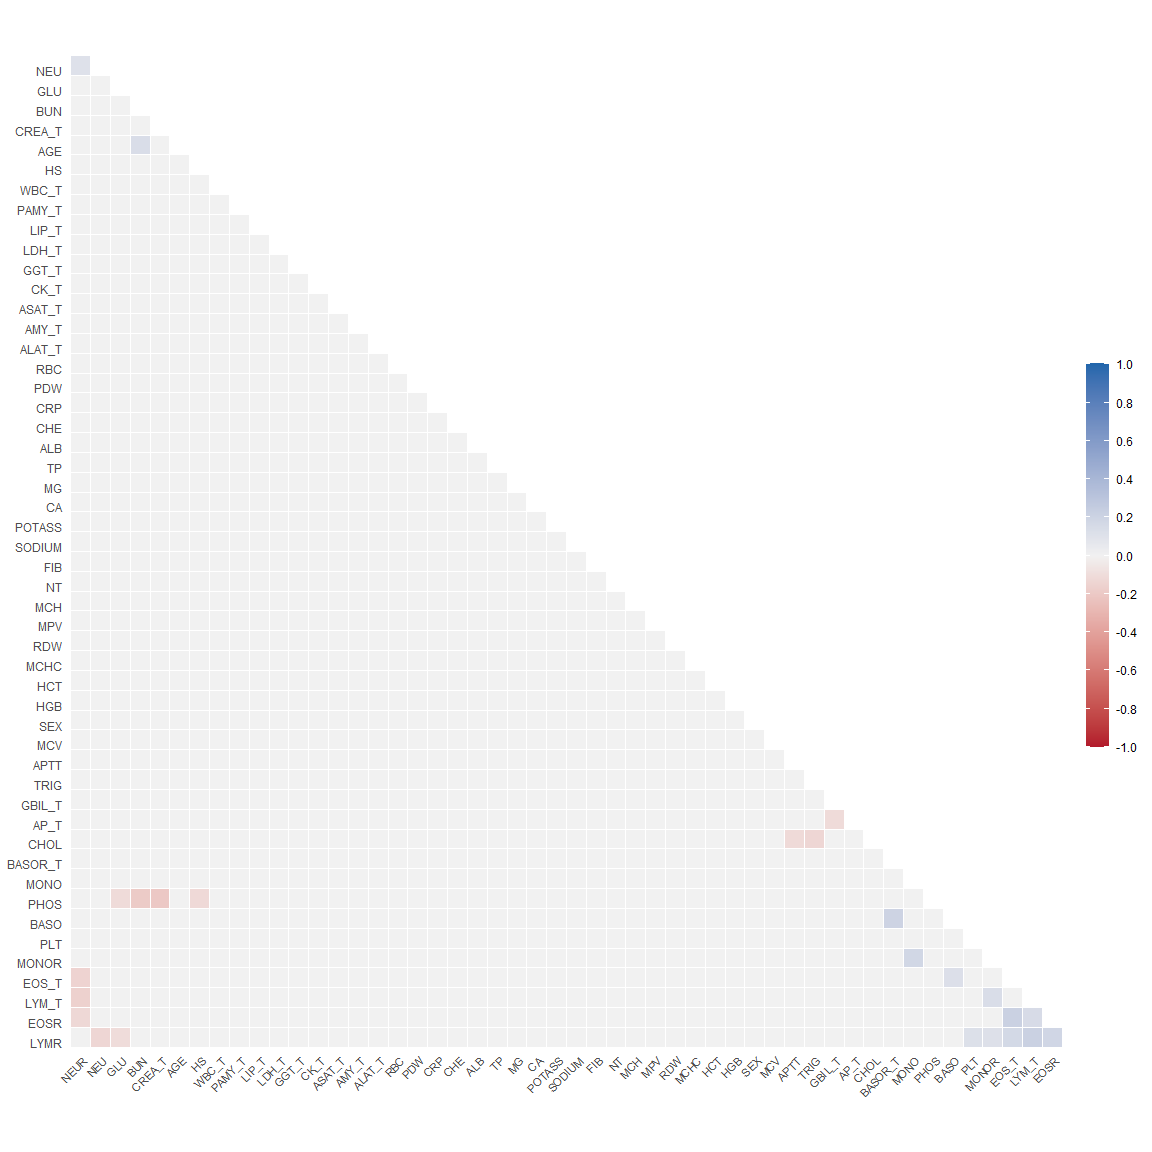 NEU
GLU
BUN
CREA_T
AGE
HS
WBC_T
PAMY_T
LIP_T
LDH_T
GGT_T
CK_T
ASAT_T
AMY_T
ALAT_T
RBC
PDW
CRP
CHE
ALB
TP
MG
CA
POTASS
SODIUM
FIB
NT
MCH
MPV
RDW
MCHC
HCT
HGB
SEX
MCV
APTT
TRIG
GBIL_T
AP_T
CHOL
BASOR_T
MONO
PHOS
BASO
PLT
MONOR
EOS_T
LYM_T
EOSR
LYMR
NEUR
NEU
GLU
BUN
CREA_T
AGE
HS
WBC_T
PAMY_T
LIP_T
LDH_T
GGT_T
CK_T
ASAT_T
AMY_T
ALAT_T
RBC
PDW
CRP
CHE
ALB
TP
MG
CA
POTASS
SODIUM
FIB
NT
MCH
MPV
RDW
MCHC
HCT
HGB
SEX
MCV
APTT
TRIG
GBIL_T
AP_T
CHOL
BASOR_T
MONO
PHOS
BASO
PLT
MONOR
EOS_T
LYM_T
EOSR
1.0
0.8
0.6
0.4
0.2
0.0
-0.2
-0.4
-0.6
-0.8
-1.0